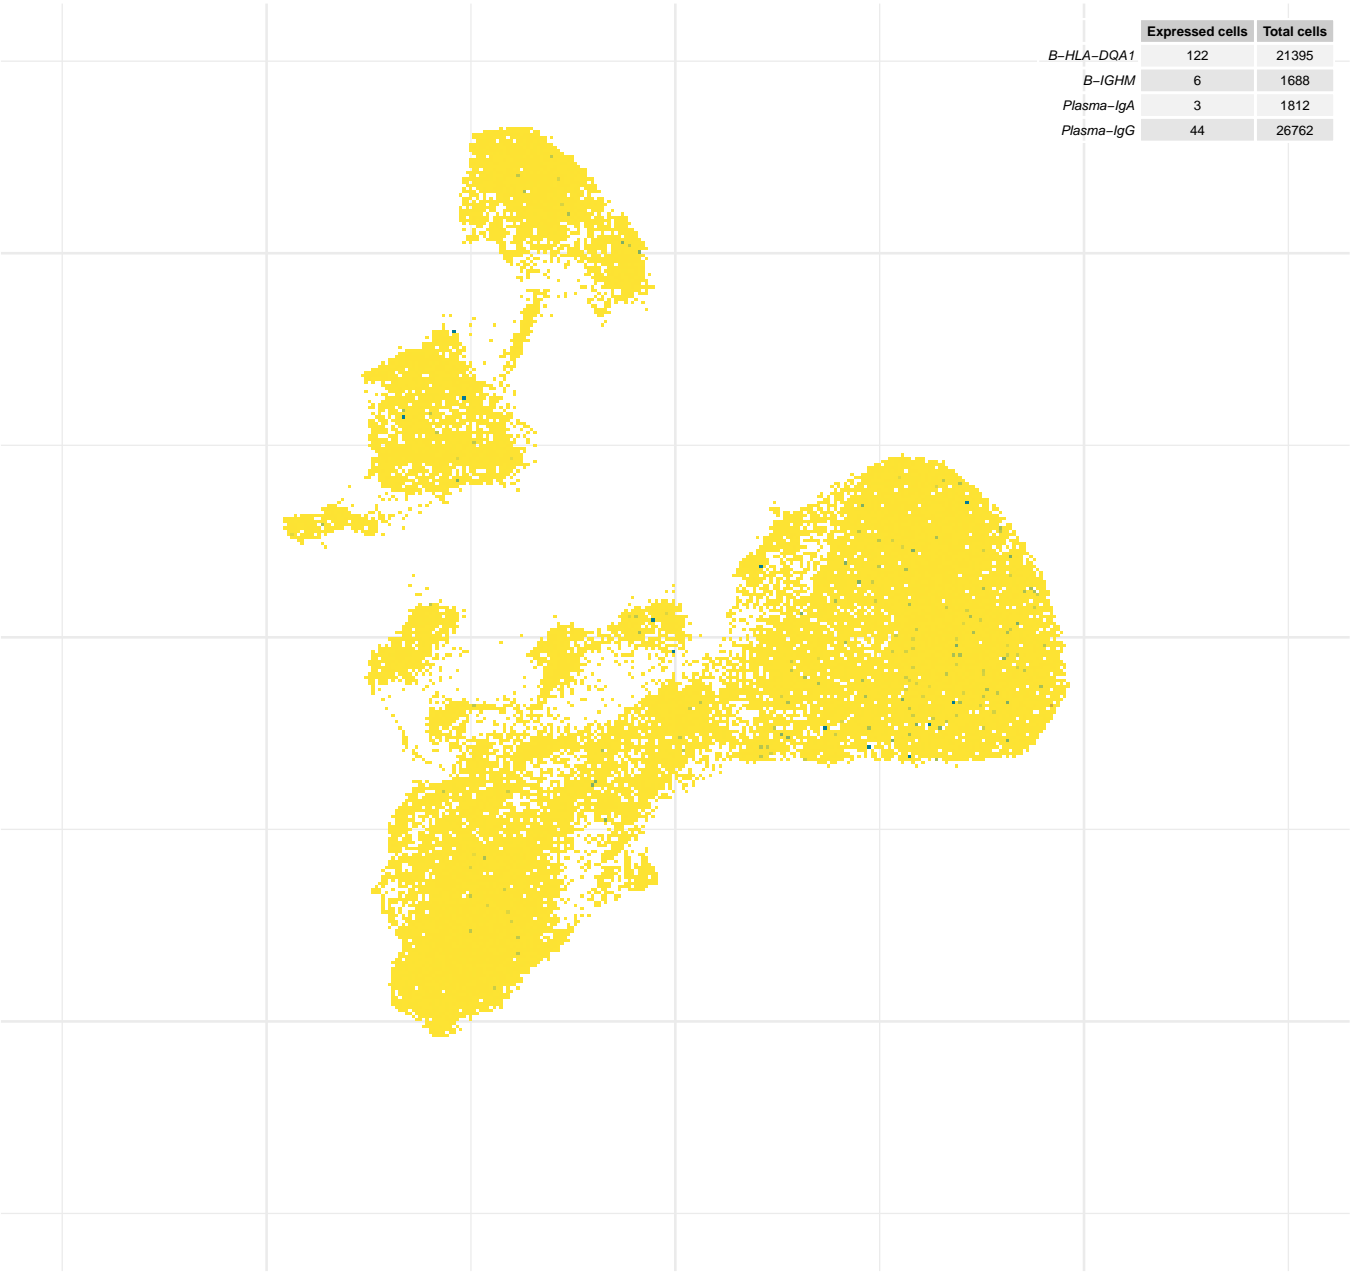 Expressed cells Total cells
B−HLA−DQA1 122 21395
B−IGHM 6 1688
Plasma−IgA 3 1812
Plasma−IgG 44 26762